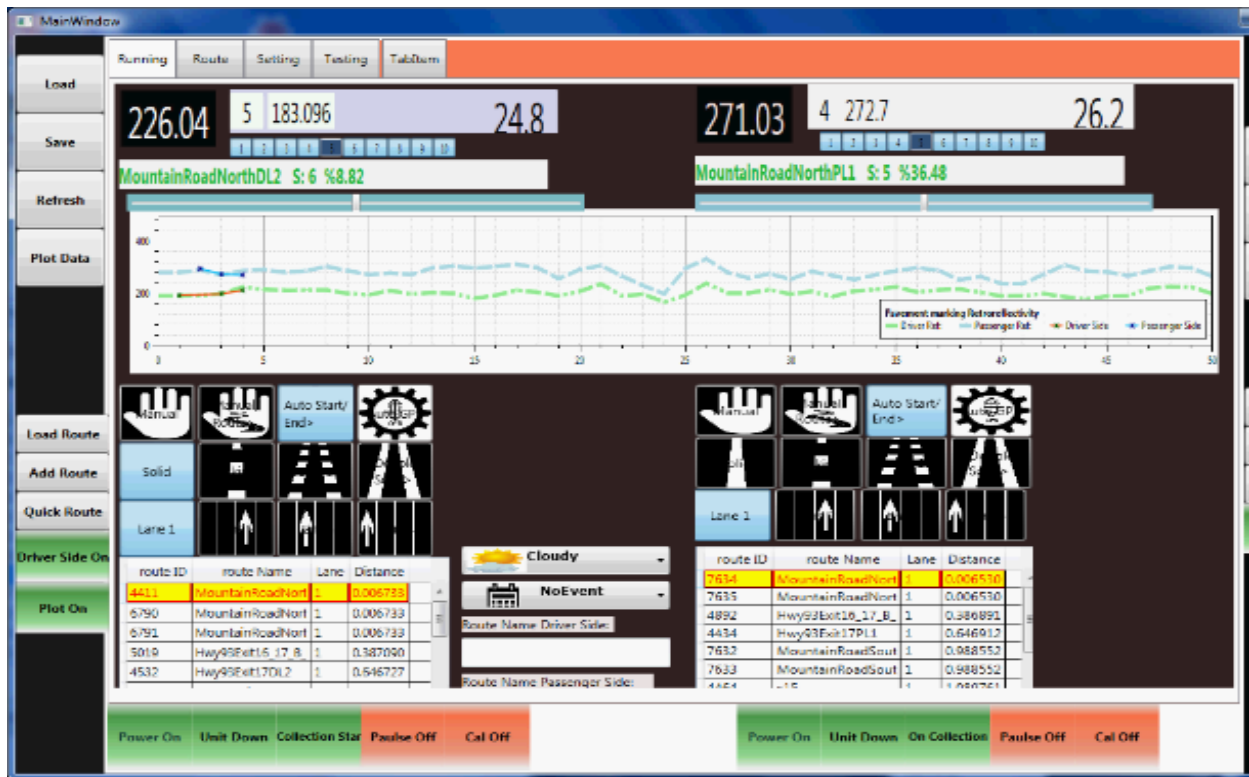 MainWindow
Running Route Setting Testing TabItem
Load
Save
Refresh
Plot Data
Load Route
Add Route
Quick Route
Driver Side On
Plot On
226.04 5 183.096 24.8
1 2 3 4 5 6 7 8 9 10
MountainRoadNorthDL2 S: 6 %8.82
271.03 4 272.7 26.2
1 2 3 4 5 6 7 8 9 10
MountainRoadNorthPL1 S: 5 %36.48
400
200
0
0 5 10 15 20 25 30 35 40 45 50
Pavement marking Retroreflectivity
Driver Ref: Passenger Ref: Driver Side Passenger Side
Manual Manual Auto Start/
End>
Solid
Lane 1
route ID route Name Lane Distance
4411 MountainRoadNort 1 0.006733
6790 MountainRoadNort 1 0.006733
6791 MountainRoadNort 1 0.006733
5019 Hwy93Exit16_17_B_ 1 0.387090
4532 Hwy93Exit17DL2 1 0.646727
Cloudy
NoEvent
Route Name Driver Side:
Route Name Passenger Side:
Manual Manual Auto Start/
End>
Lane 1
route ID route Name Lane Distance
7634 MountainRoadNort 1 0.006530
7635 MountainRoadNort 1 0.006530
4892 Hwy93Exit16_17_B_ 1 0.386891
4434 Hwy93Exit17PL1 1 0.646912
7632 MountainRoadSout 1 0.988552
7633 MountainRoadSout 1 0.988552
Power On Unit Down Collection Star Paulse Off Cal Off
Power On Unit Down On Collection Paulse Off Cal Off